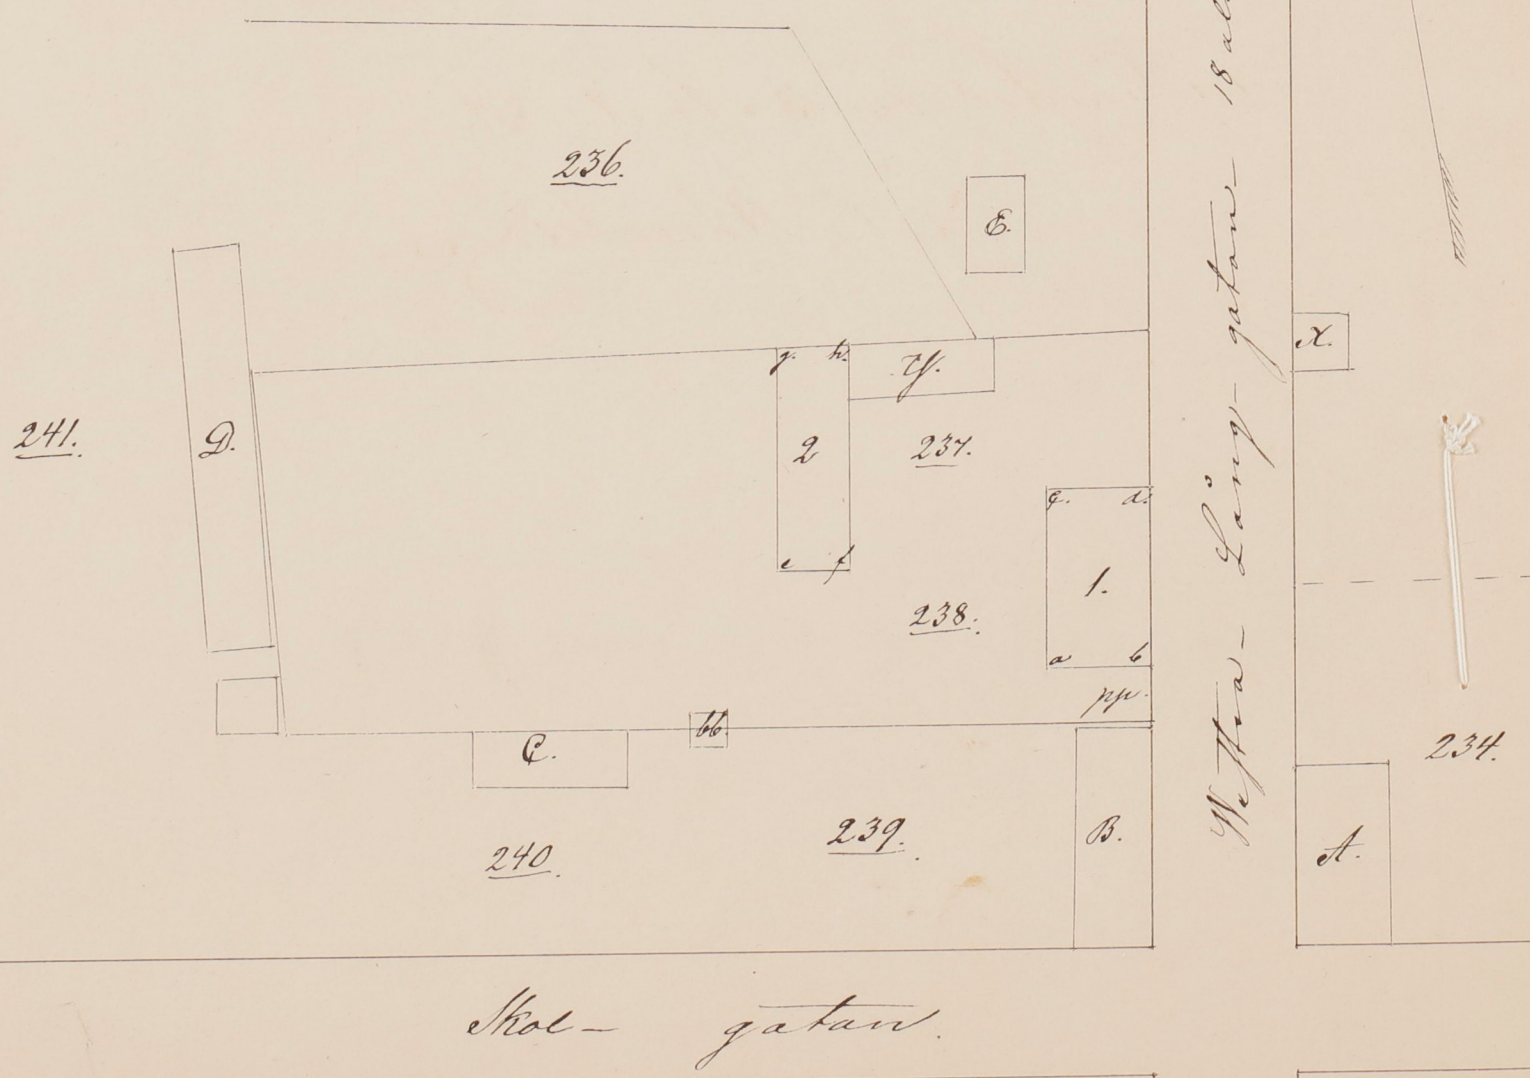 236.
E.
X.
g. h.
Y.
241.
D.
2
237.
c. d.
e f
1.
238.
a b
pp.
bb.
C.
234.
239.
B.
A.
240.
Westra - Lång - gatan - 18 al
Skol - gatan.